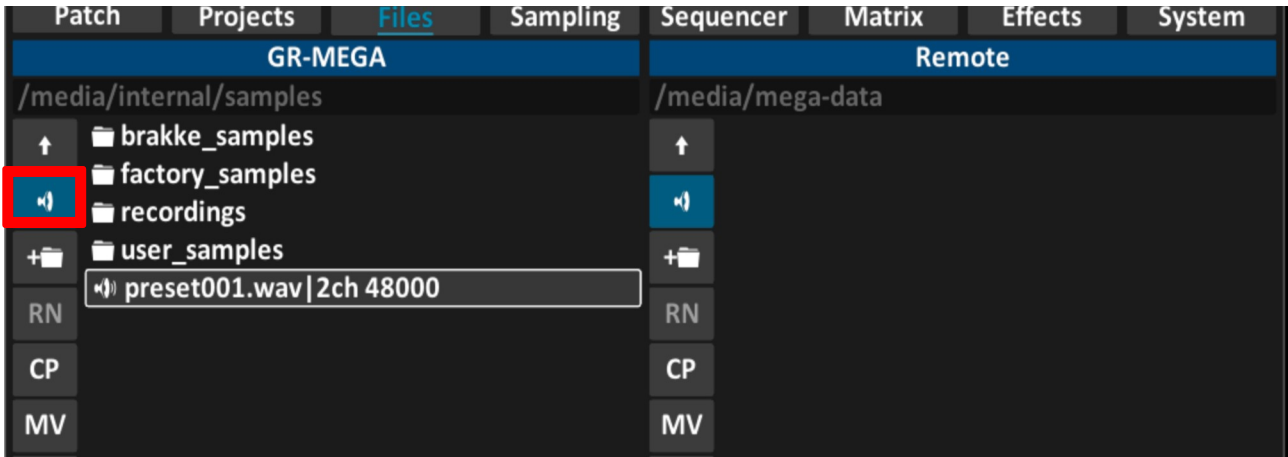 Patch Projects Files Sampling Sequencer Matrix Effects System
GR-MEGA
/media/internal/samples
brakke_samples
factory_samples
recordings
user_samples
preset001.wav|2ch 48000
+
RN
CP
MV
Remote
/media/mega-data
+
RN
CP
MV